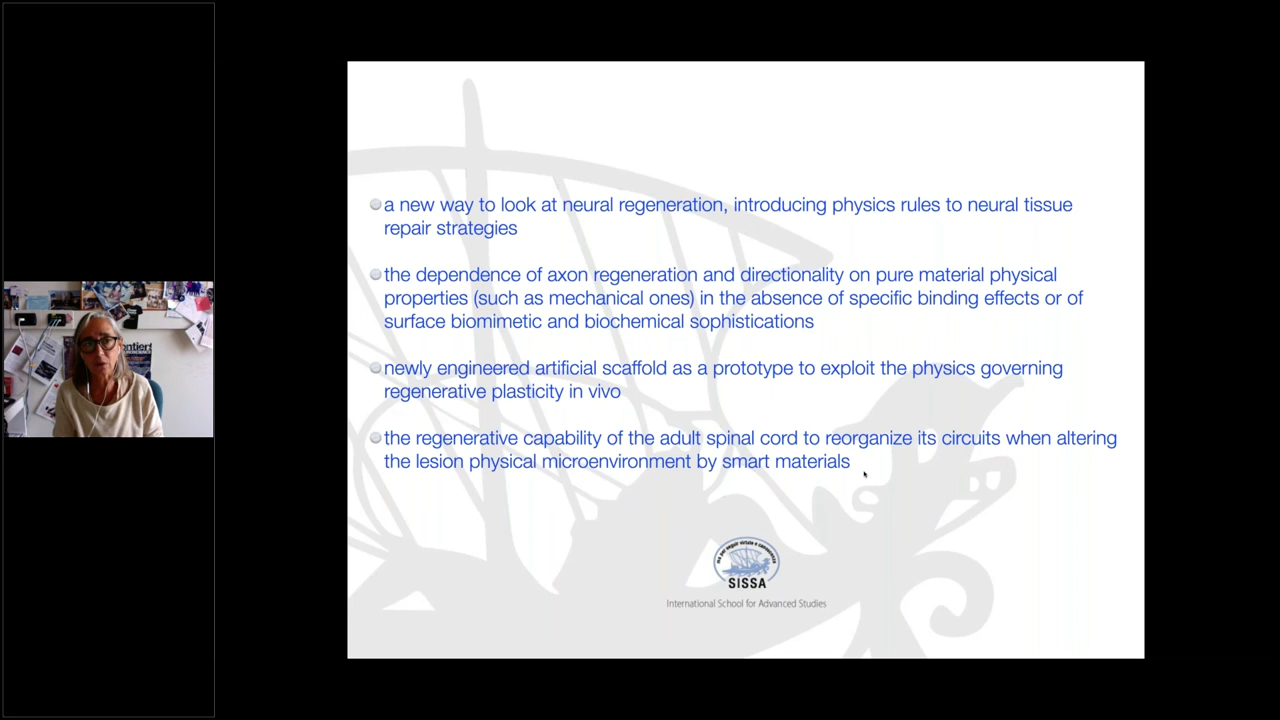 a new way to look at neural regeneration, introducing physics rules to neural tissue
repair strategies
the dependence of axon regeneration and directionality on pure material physical
properties (such as mechanical ones) in the absence of specific binding effects or of
surface biomimetic and biochemical sophistications
newly engineered artificial scaffold as a prototype to exploit the physics governing
regenerative plasticity in vivo
the regenerative capability of the adult spinal cord to reorganize its circuits when altering
the lesion physical microenvironment by smart materials
SISSA
International School for Advanced Studies